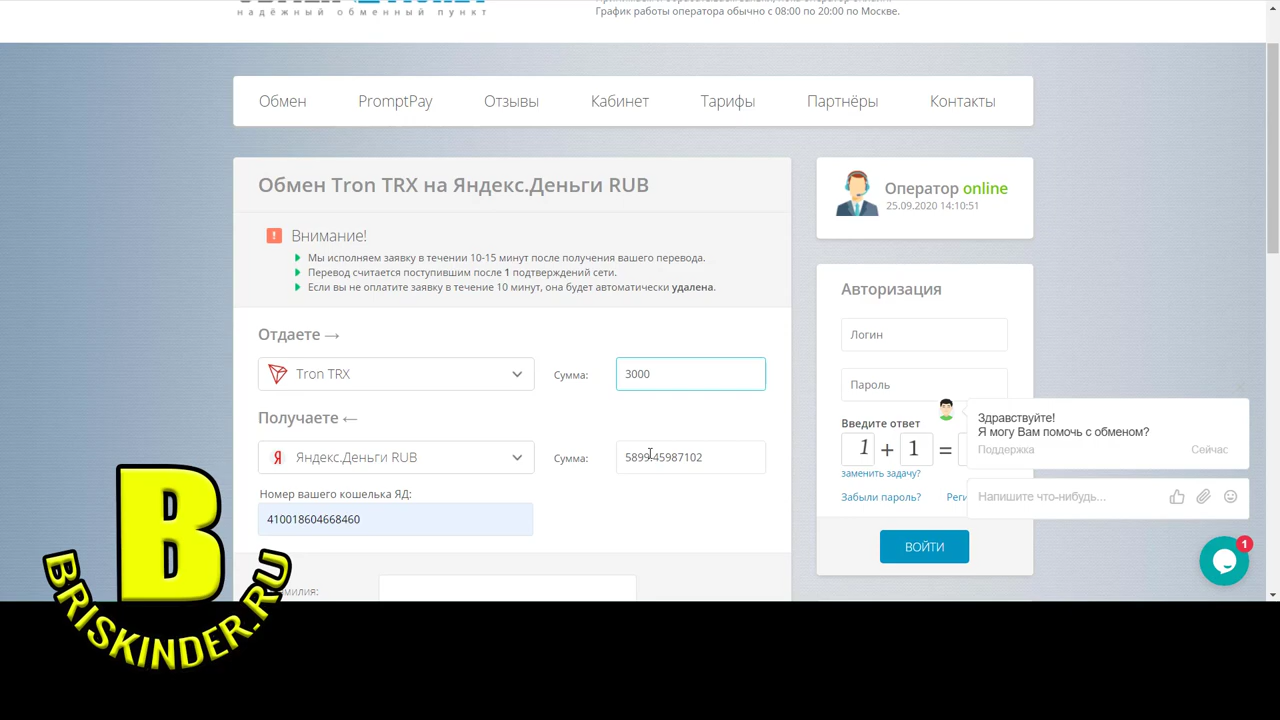 надёжный обменный пункт
График работы оператора обычно с 08:00 по 20:00 по Москве.
Обмен
PromptPay
Отзывы
Кабинет
Тарифы
Партнёры
Контакты
Обмен Tron TRX на Яндекс.Деньги RUB
Внимание!
Мы исполняем заявку в течении 10-15 минут после получения вашего перевода.
Перевод считается поступившим после 1 подтверждений сети.
Если вы не оплатите заявку в течение 10 минут, она будет автоматически удалена.
Отдаете →
Tron TRX
Сумма:
3000
Получаете ←
Яндекс.Деньги RUB
Сумма:
5899.45987102
Номер вашего кошелька ЯД:
410018604668460
Оператор online
25.09.2020 14:10:51
Авторизация
Логин
Пароль
Введите ответ
1 + 1 =
заменить задачу?
Забыли пароль?
ВОЙТИ
Здравствуйте!
Я могу Вам помочь с обменом?
Поддержка
Сейчас
Напишите что-нибудь...
1
B
BRISKINDER.RU